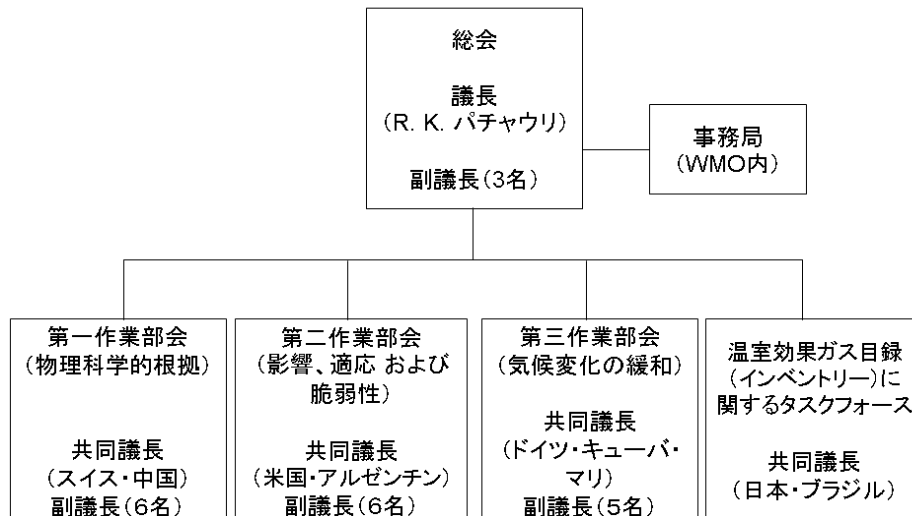 総会
議長
(R. K. パチャウリ)
副議長(3名)
事務局
(WMO内)
第一作業部会
(物理科学的根拠)
共同議長
(スイス・中国)
副議長(6名)
第二作業部会
(影響、適応 および
脆弱性)
共同議長
(米国・アルゼンチン)
副議長(6名)
第三作業部会
(気候変化の緩和)
共同議長
(ドイツ・キューバ・
マリ)
副議長(5名)
温室効果ガス目録
(インベントリー)に
関するタスクフォース
共同議長
(日本・ブラジル)